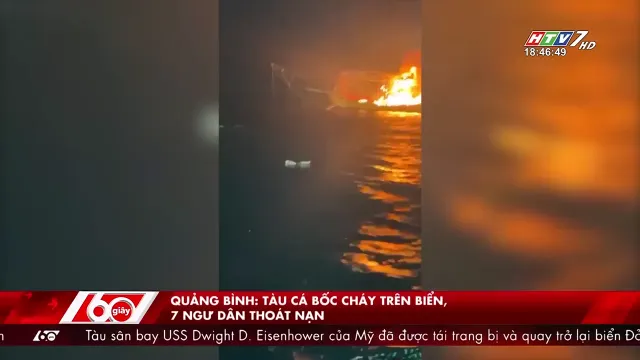 HTV7 HD
18:46:49
60 giây
QUẢNG BÌNH: TÀU CÁ BỐC CHÁY TRÊN BIỂN,
7 NGƯ DÂN THOÁT NẠN
60 Tàu sân bay USS Dwight D. Eisenhower của Mỹ đã được tái trang bị và quay trở lại biển Đỏ